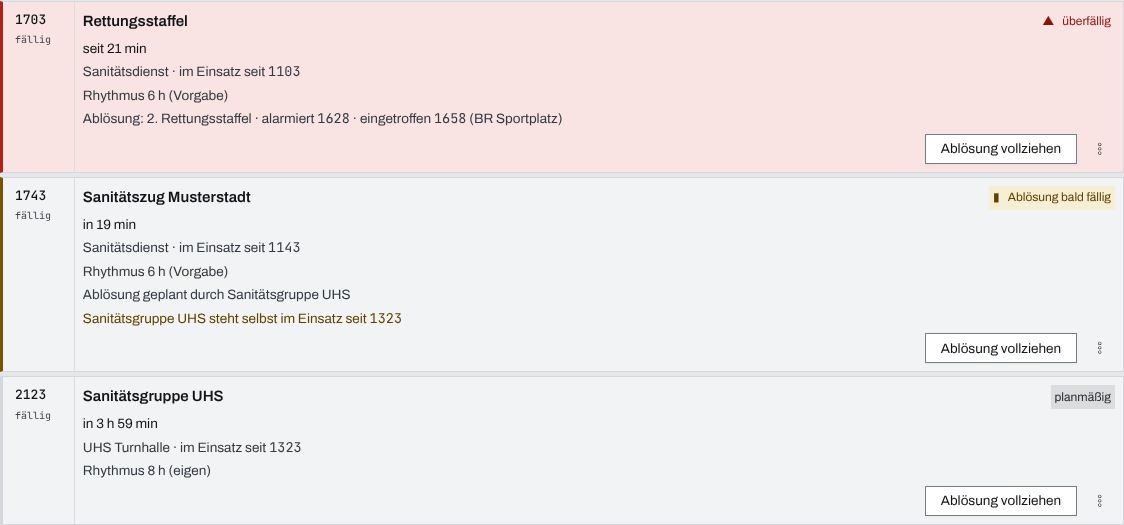 1703
fällig
Rettungsstaffel
▲ überfällig
seit 21 min
Sanitätsdienst · im Einsatz seit 1103
Rhythmus 6 h (Vorgabe)
Ablösung: 2. Rettungsstaffel · alarmiert 1628 · eingetroffen 1658 (BR Sportplatz)
Ablösung vollziehen
1743
fällig
Sanitätszug Musterstadt
Ablösung bald fällig
in 19 min
Sanitätsdienst · im Einsatz seit 1143
Rhythmus 6 h (Vorgabe)
Ablösung geplant durch Sanitätsgruppe UHS
Sanitätsgruppe UHS steht selbst im Einsatz seit 1323
Ablösung vollziehen
2123
fällig
Sanitätsgruppe UHS
planmäßig
in 3 h 59 min
UHS Turnhalle · im Einsatz seit 1323
Rhythmus 8 h (eigen)
Ablösung vollziehen